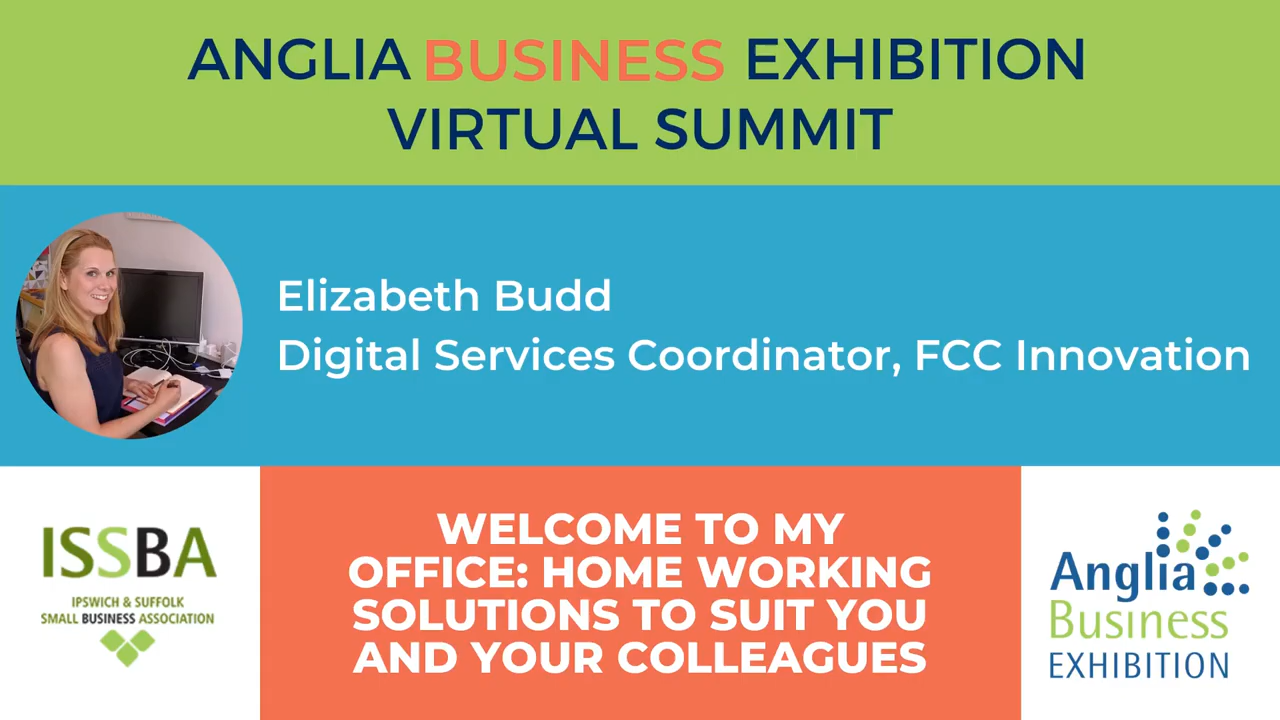 ANGLIA BUSINESS EXHIBITION
VIRTUAL SUMMIT
Elizabeth Budd
Digital Services Coordinator, FCC Innovation
ISSBA
IPSWICH & SUFFOLK
SMALL BUSINESS ASSOCIATION
WELCOME TO MY
OFFICE: HOME WORKING
SOLUTIONS TO SUIT YOU
AND YOUR COLLEAGUES
Anglia
Business
EXHIBITION